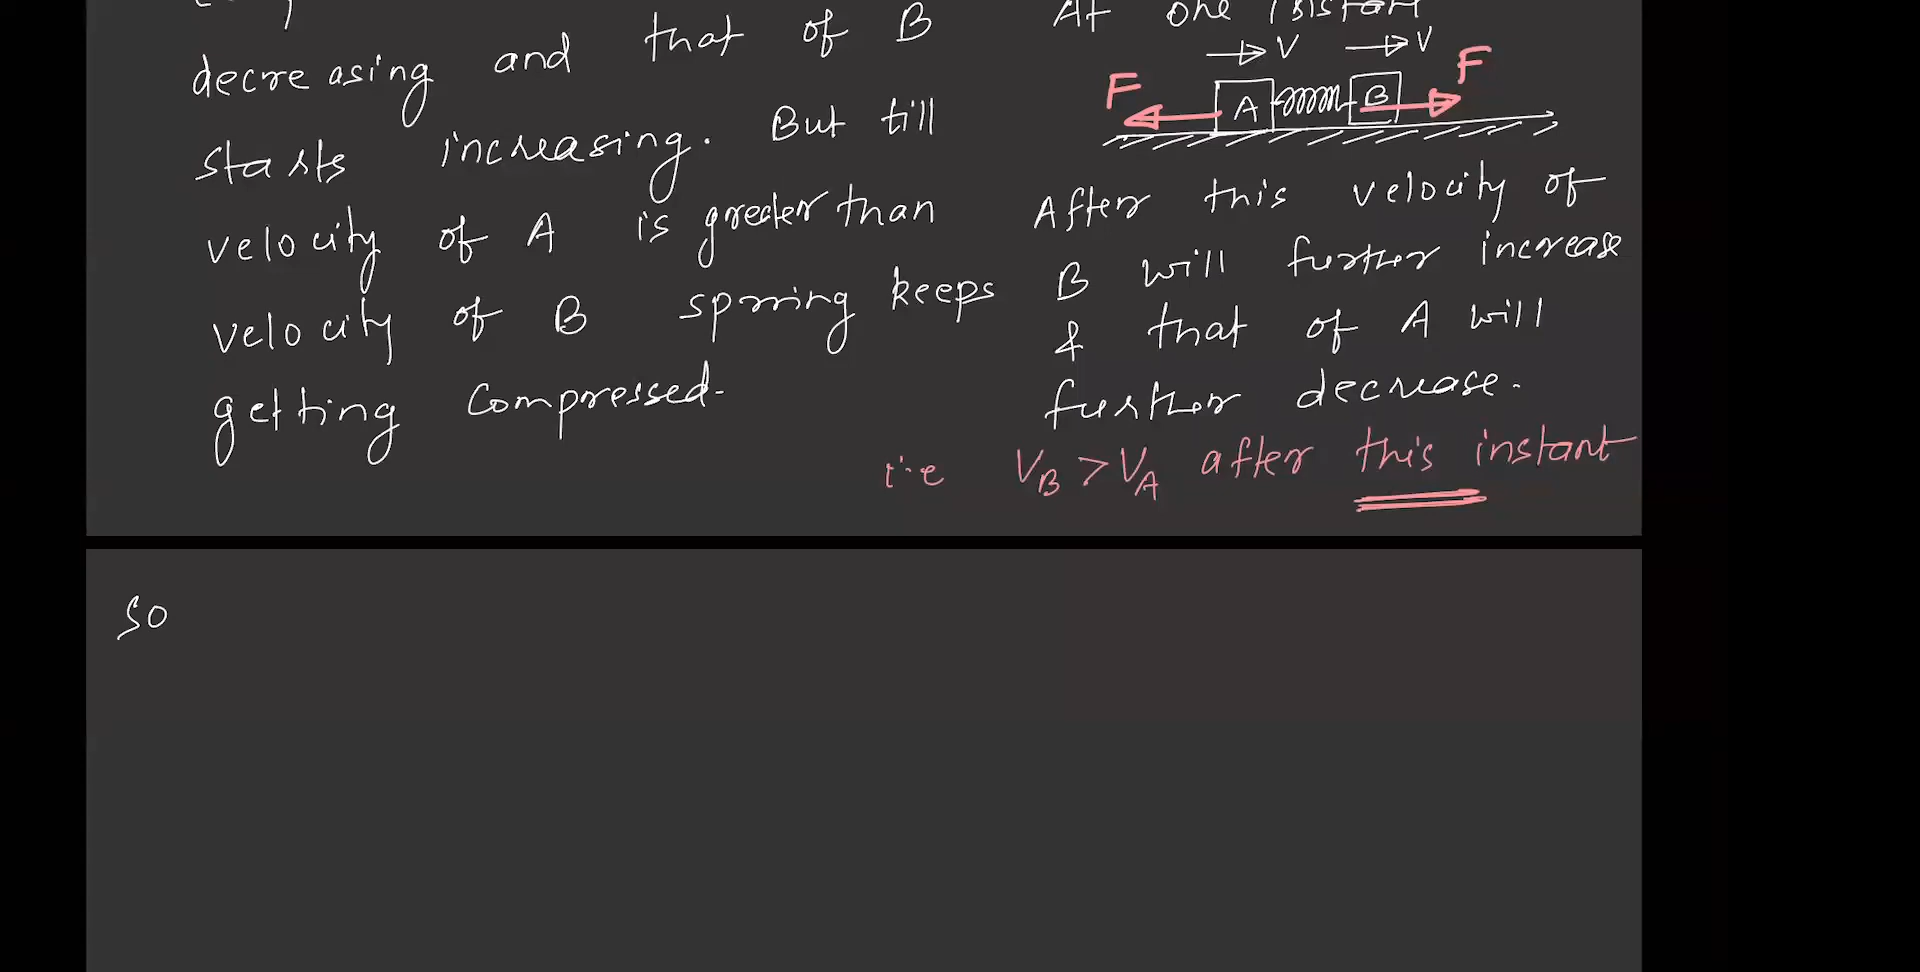 decreasing and that of B
starts increasing. But till
velocity of A is greater than
velocity of B spring keeps
getting compressed.
At one instant
V V
F A B F
After this velocity of
B will further increase
& that of A will
further decrease.
i.e VB > VA after this instant
so